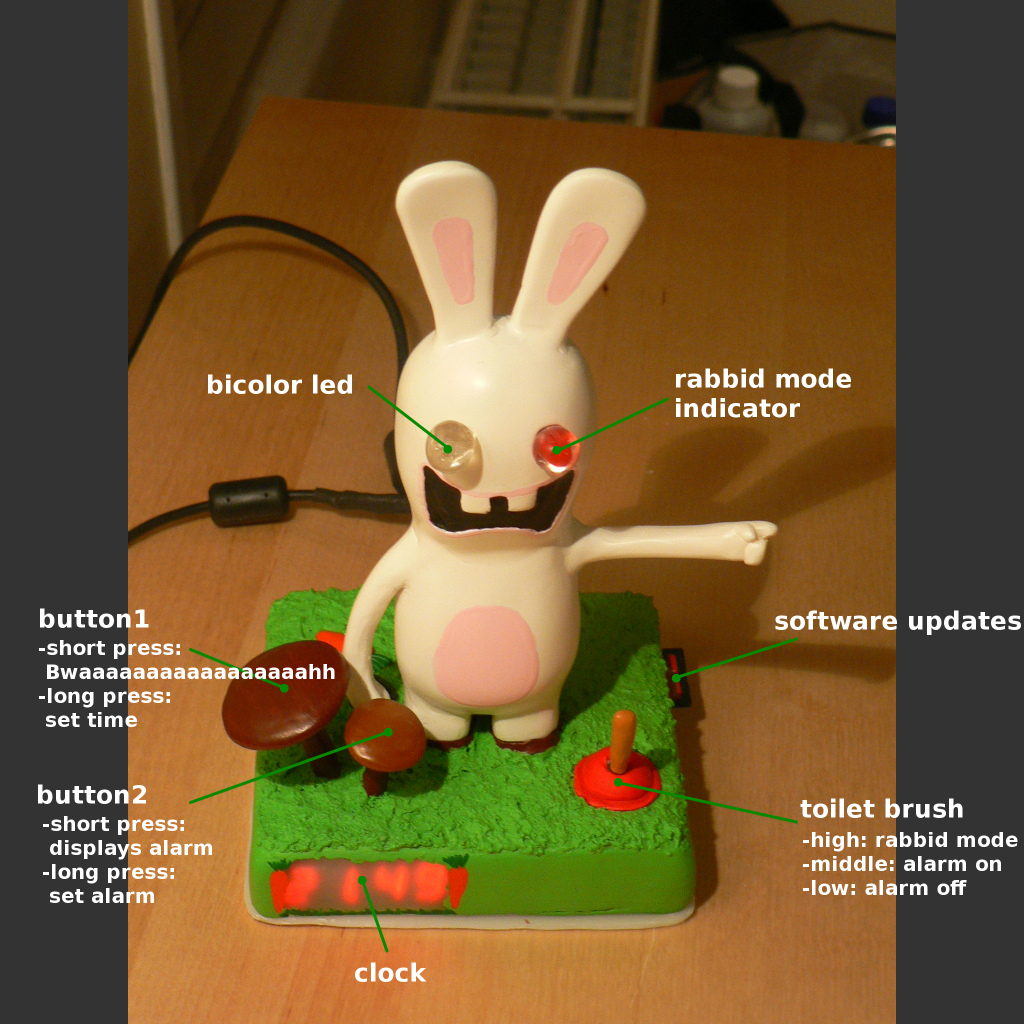 bicolor led
rabbid mode
indicator
button1
-short press:
Bwaaaaaaaaaaaaaaaaahh
-long press:
set time
software updates
button2
-short press:
displays alarm
-long press:
set alarm
toilet brush
-high: rabbid mode
-middle: alarm on
-low: alarm off
clock